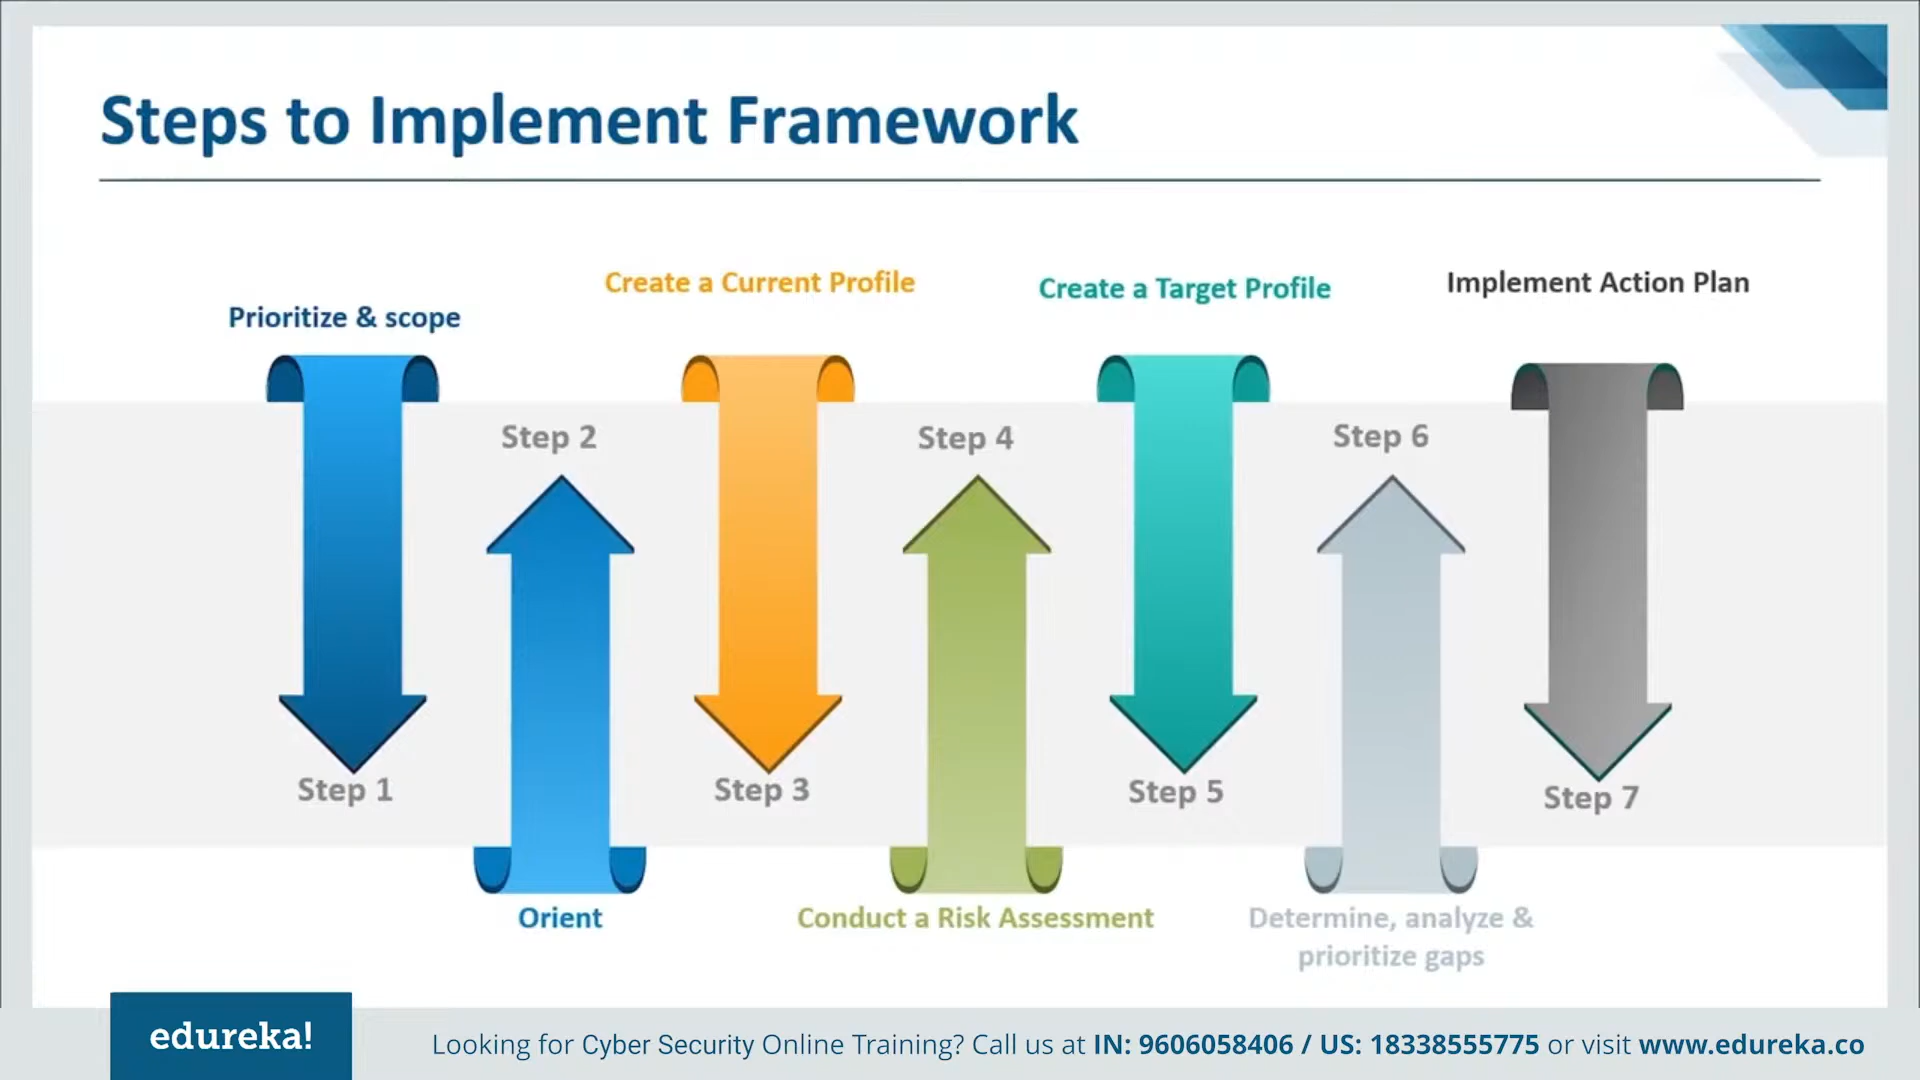 Steps to Implement Framework
Prioritize & scope
Create a Current Profile
Create a Target Profile
Implement Action Plan
Step 2
Step 4
Step 6
Step 1
Step 3
Step 5
Step 7
Orient
Conduct a Risk Assessment
Determine, analyze &
prioritize gaps
edureka!
Looking for Cyber Security Online Training? Call us at IN: 9606058406 / US: 18338555775 or visit www.edureka.co